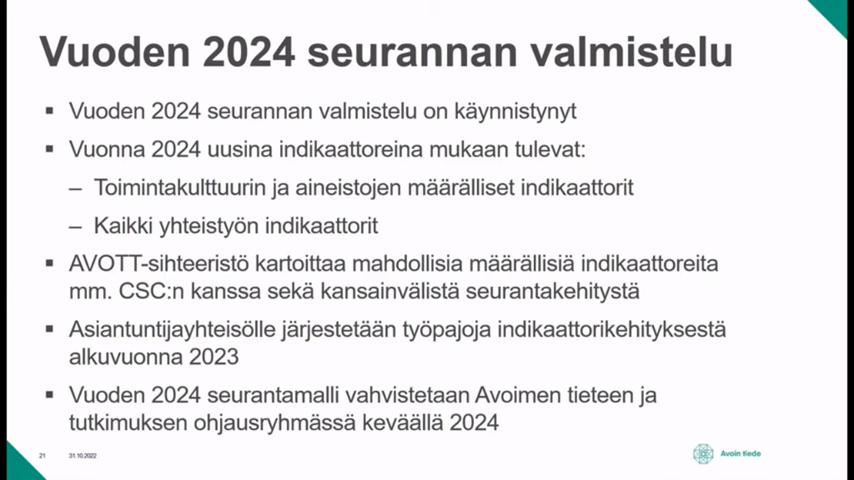 Vuoden 2024 seurannan valmistelu
▪ Vuoden 2024 seurannan valmistelu on käynnistynyt
▪ Vuonna 2024 uusina indikaattoreina mukaan tulevat:
– Toimintakulttuurin ja aineistojen määrälliset indikaattorit
– Kaikki yhteistyön indikaattorit
▪ AVOTT-sihteeristö kartoittaa mahdollisia määrällisiä indikaattoreita
mm. CSC:n kanssa sekä kansainvälistä seurantakehitystä
▪ Asiantuntijayhteisölle järjestetään työpajoja indikaattorikehityksestä
alkuvuonna 2023
▪ Vuoden 2024 seurantamalli vahvistetaan Avoimen tieteen ja
tutkimuksen ohjausryhmässä keväällä 2024
21 31.10.2022 Avoin tiede